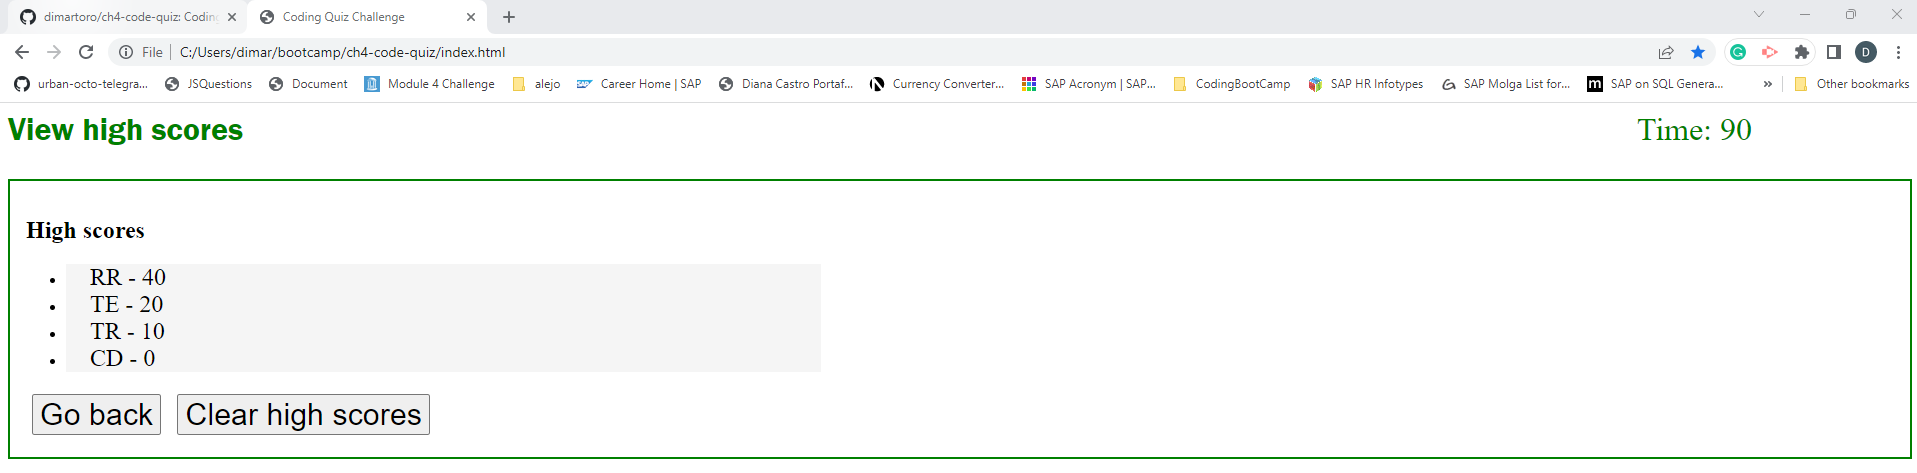 dimartoro/ch4-code-quiz: Codin
Coding Quiz Challenge
File C:/Users/dimar/bootcamp/ch4-code-quiz/index.html
D
urban-octo-telegra... JSQuestions Document Module 4 Challenge alejo Career Home | SAP Diana Castro Portaf... Currency Converter... SAP Acronym | SAP... CodingBootCamp SAP HR Infotypes SAP Molga List for... m SAP on SQL Genera... » Other bookmarks
View high scores Time: 90
High scores
• RR - 40
• TE - 20
• TR - 10
• CD - 0
Go back Clear high scores